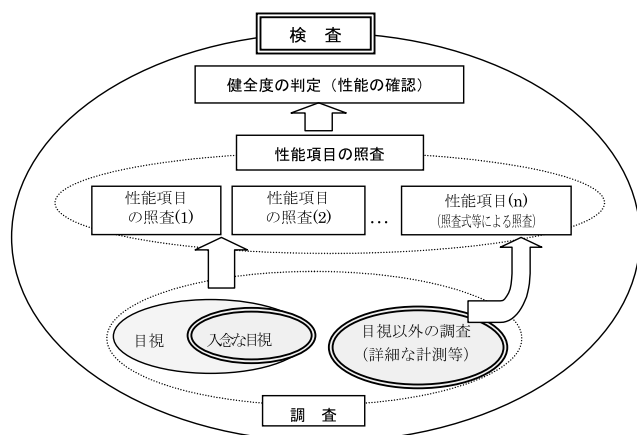 検 査
健全度の判定（性能の確認）
性能項目の照査
性能項目
の照査(1)
性能項目
の照査(2)
…
性能項目(n)
(照査式等による照査)
目視
入念な目視
目視以外の調査
(詳細な計測等)
調 査